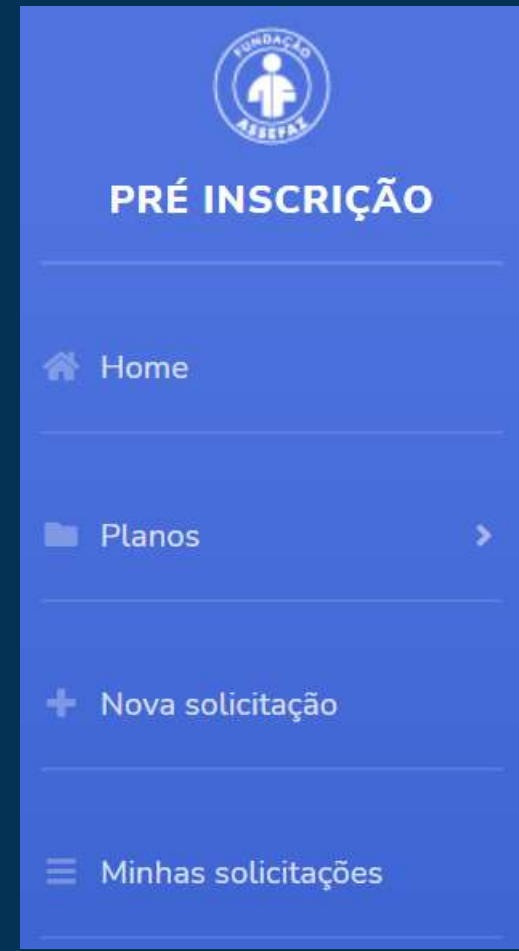 FUNDAÇÃO
ASSEFAZ
PRÉ INSCRIÇÃO
Home
Planos
Nova solicitação
Minhas solicitações